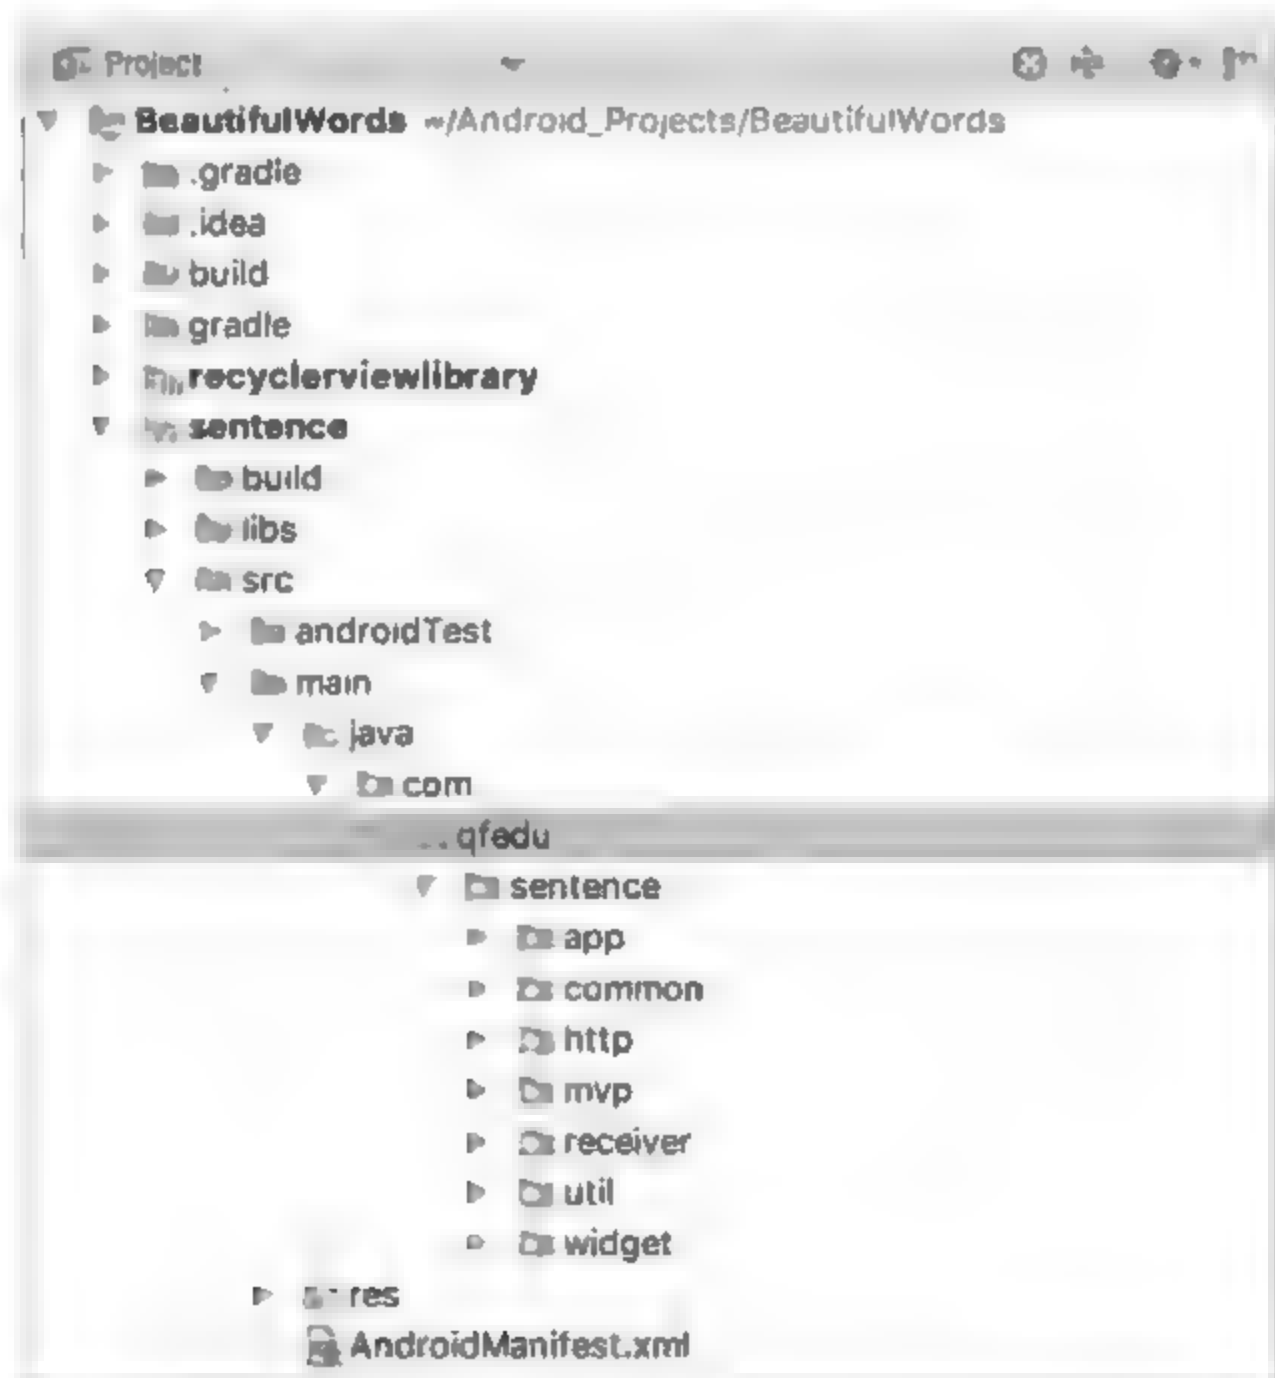 Project
BeautifulWords ~/Android_Projects/BeautifulWords
.gradle
.idea
build
gradle
recyclerviewlibrary
sentence
build
libs
src
androidTest
main
java
com
qfedu
sentence
app
common
http
mvp
receiver
util
widget
res
AndroidManifest.xml